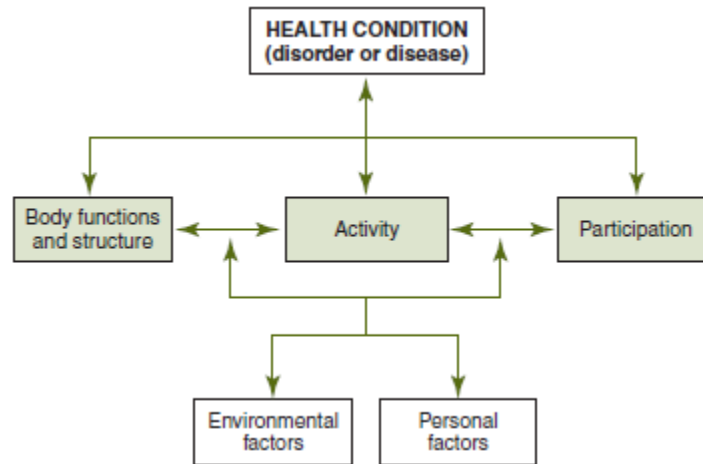 HEALTH CONDITION
(disorder or disease)
Body functions
and structure
Activity
Participation
Environmental
factors
Personal
factors